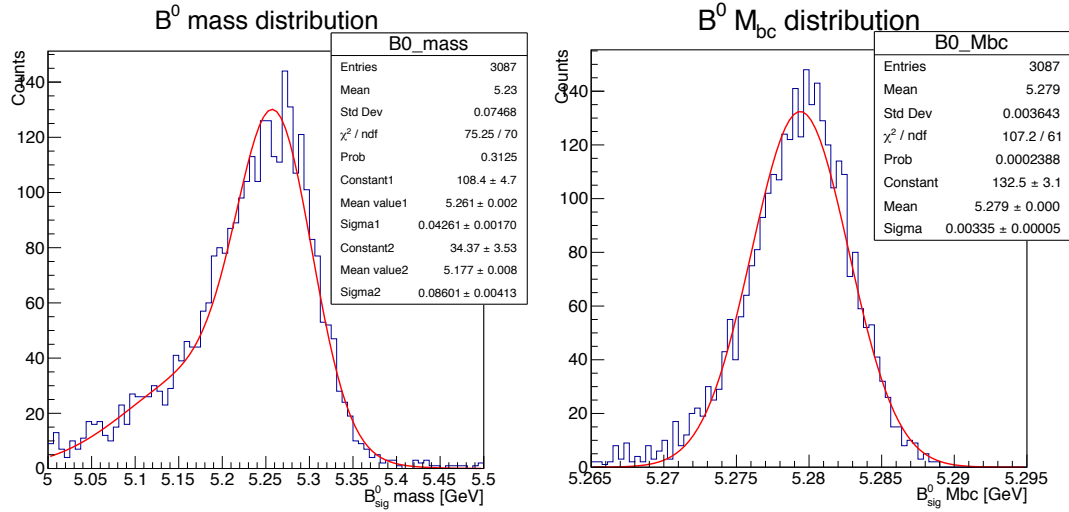 B⁰ mass distribution
Counts
B0_mass
Entries 3087
Mean 5.23
Std Dev 0.07468
χ² / ndf 75.25 / 70
Prob 0.3125
Constant1 108.4 ± 4.7
Mean value1 5.261 ± 0.002
Sigma1 0.04261 ± 0.00170
Constant2 34.37 ± 3.53
Mean value2 5.177 ± 0.008
Sigma2 0.08601 ± 0.00413
140
120
100
80
60
40
20
0
5 5.05 5.1 5.15 5.2 5.25 5.3 5.35 5.4 5.45 5.5
B⁰sig mass [GeV]
B⁰ Mbc distribution
Counts
B0_Mbc
Entries 3087
Mean 5.279
Std Dev 0.003643
χ² / ndf 107.2 / 61
Prob 0.0002388
Constant 132.5 ± 3.1
Mean 5.279 ± 0.000
Sigma 0.00335 ± 0.00005
140
120
100
80
60
40
20
0
5.265 5.27 5.275 5.28 5.285 5.29 5.295
B⁰sig Mbc [GeV]